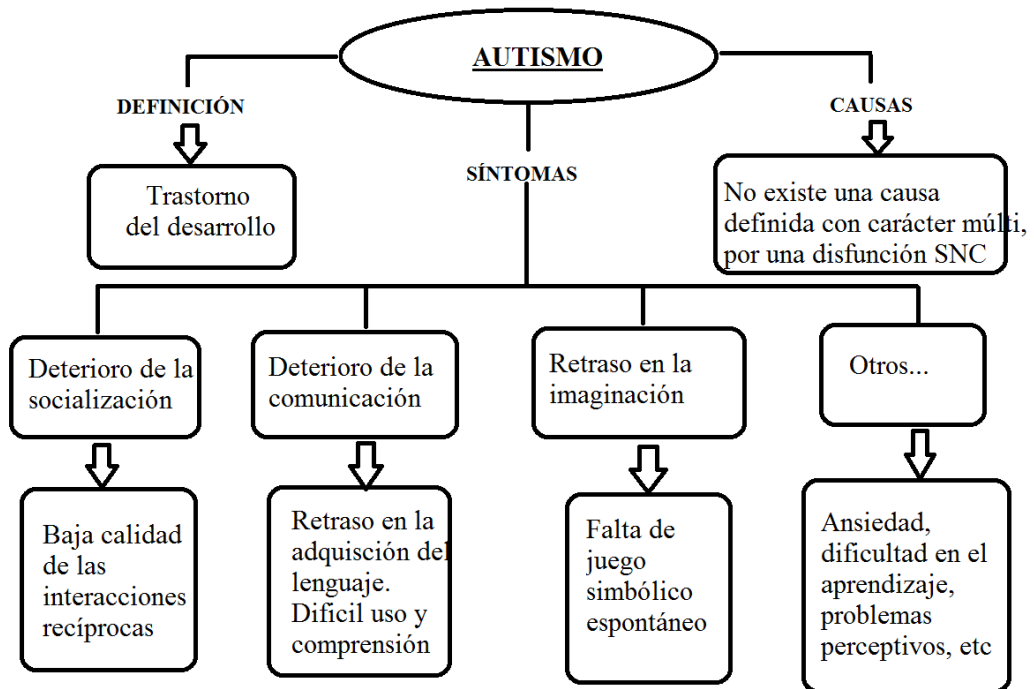 AUTISMO
DEFINICIÓN
CAUSAS
SÍNTOMAS
Trastorno
del desarrollo
No existe una causa
definida con carácter múlti,
por una disfunción SNC
Deterioro de la
socialización
Deterioro de la
comunicación
Retraso en la
imaginación
Otros...
Baja calidad
de las
interacciones
recíprocas
Retraso en la
adquisción del
lenguaje.
Dificil uso y
comprensión
Falta de
juego
simbólico
espontáneo
Ansiedad,
dificultad en el
aprendizaje,
problemas
perceptivos, etc